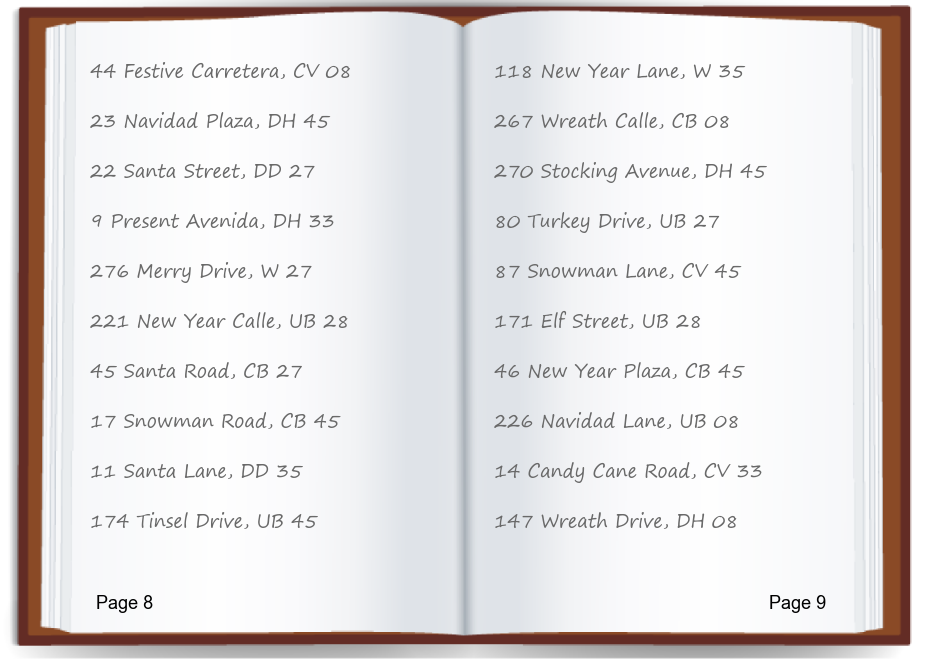 44 Festive Carretera, CV 08
23 Navidad Plaza, DH 45
22 Santa Street, DD 27
9 Present Avenida, DH 33
276 Merry Drive, W 27
221 New Year Calle, UB 28
45 Santa Road, CB 27
17 Snowman Road, CB 45
11 Santa Lane, DD 35
174 Tinsel Drive, UB 45
Page 8
118 New Year Lane, W 35
267 Wreath Calle, CB 08
270 Stocking Avenue, DH 45
80 Turkey Drive, UB 27
87 Snowman Lane, CV 45
171 Elf Street, UB 28
46 New Year Plaza, CB 45
226 Navidad Lane, UB 08
14 Candy Cane Road, CV 33
147 Wreath Drive, DH 08
Page 9